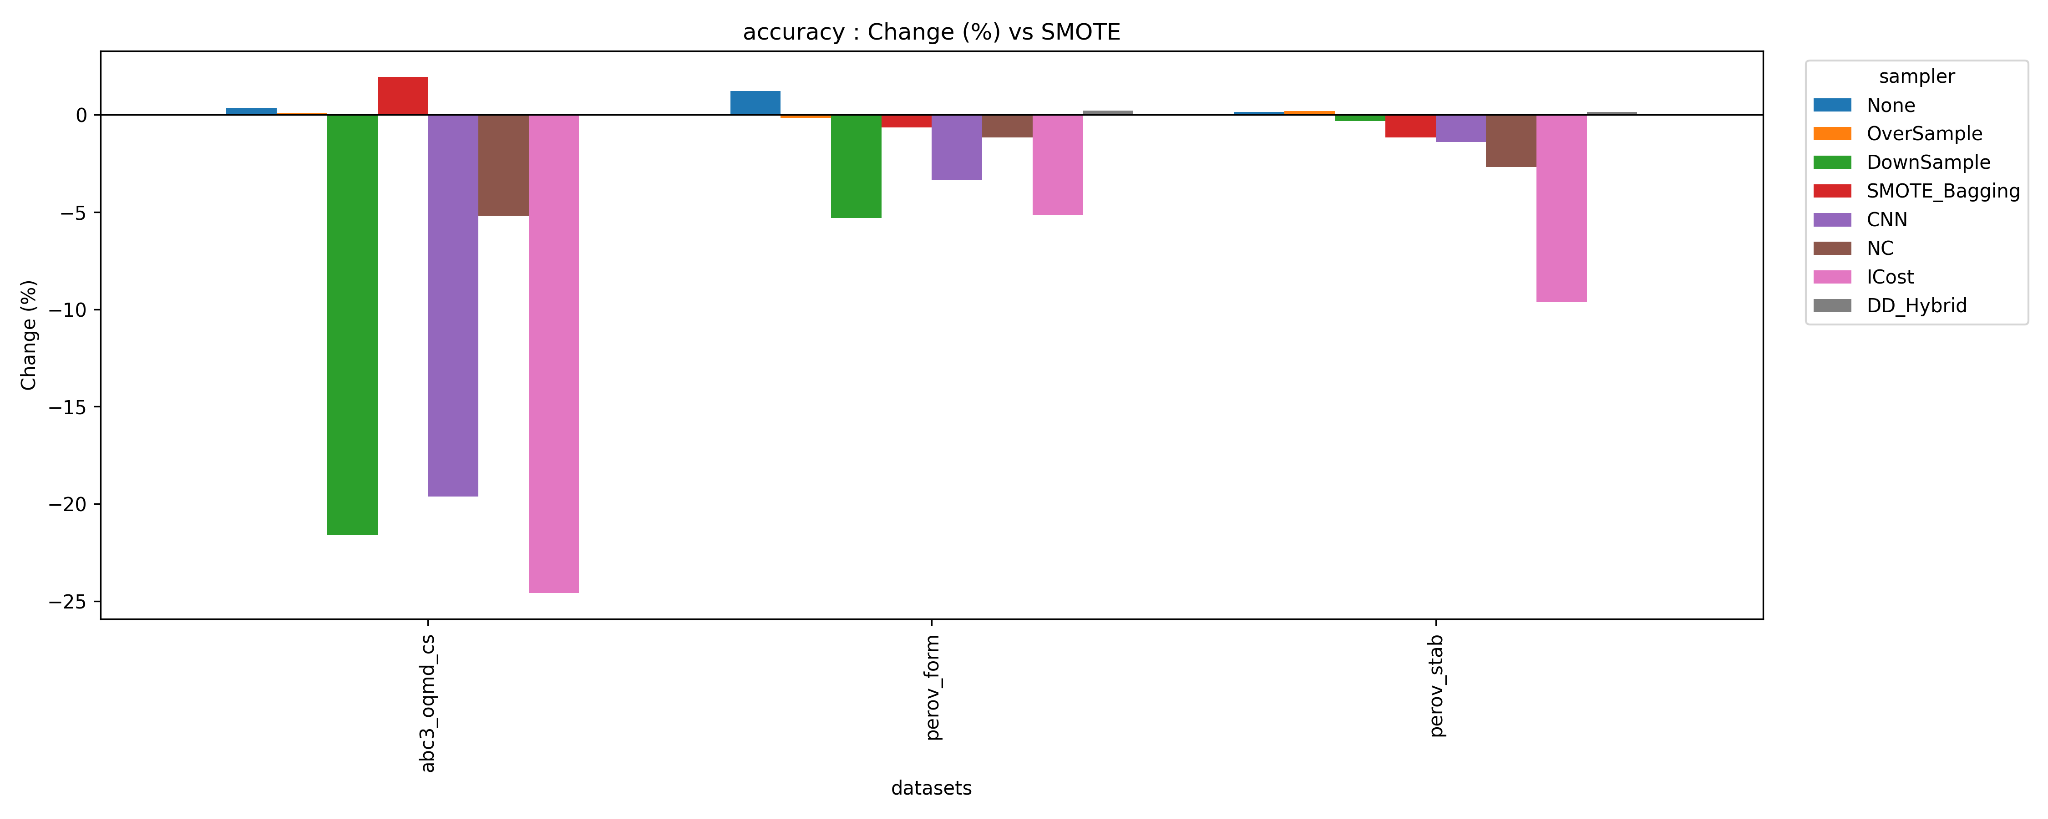 accuracy : Change (%) vs SMOTE
Change (%)
0
−5
−10
−15
−20
−25
abc3_oqmd_cs
perov_form
perov_stab
datasets
sampler
None
OverSample
DownSample
SMOTE_Bagging
CNN
NC
ICost
DD_Hybrid